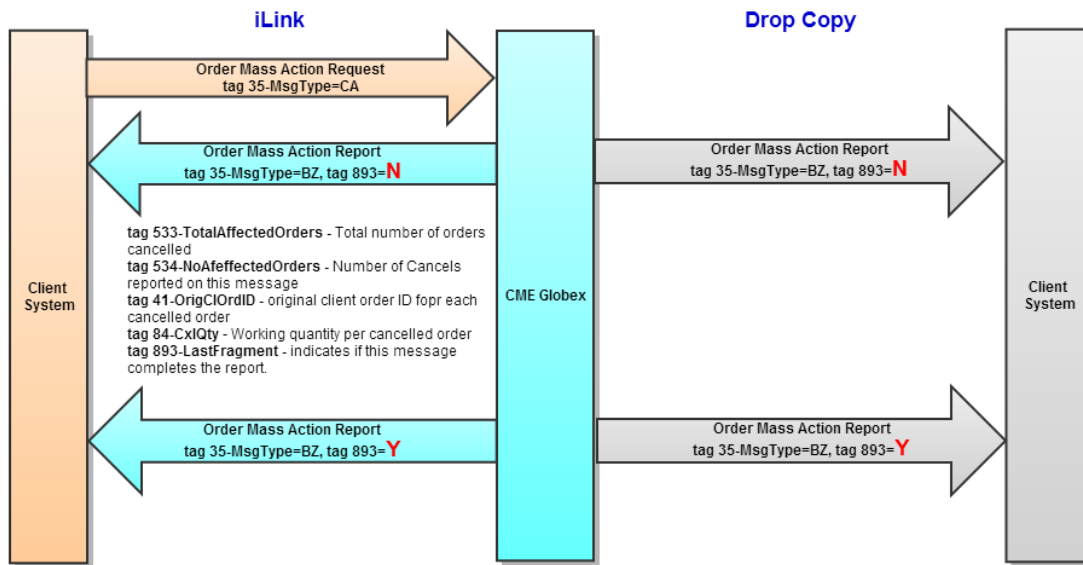 iLink
Drop Copy
Order Mass Action Request
tag 35-MsgType=CA
Order Mass Action Report
tag 35-MsgType=BZ, tag 893=N
Order Mass Action Report
tag 35-MsgType=BZ, tag 893=N
tag 533-TotalAffectedOrders - Total number of orders
cancelled
tag 534-NoAfeffectedOrders - Number of Cancels
reported on this message
tag 41-OrigClOrdID - original client order ID fopr each
cancelled order
tag 84-CxlQty - Working quantity per cancelled order
tag 893-LastFragment - indicates if this message
completes the report.
Client
System
CME Globex
Client
System
Order Mass Action Report
tag 35-MsgType=BZ, tag 893=Y
Order Mass Action Report
tag 35-MsgType=BZ, tag 893=Y